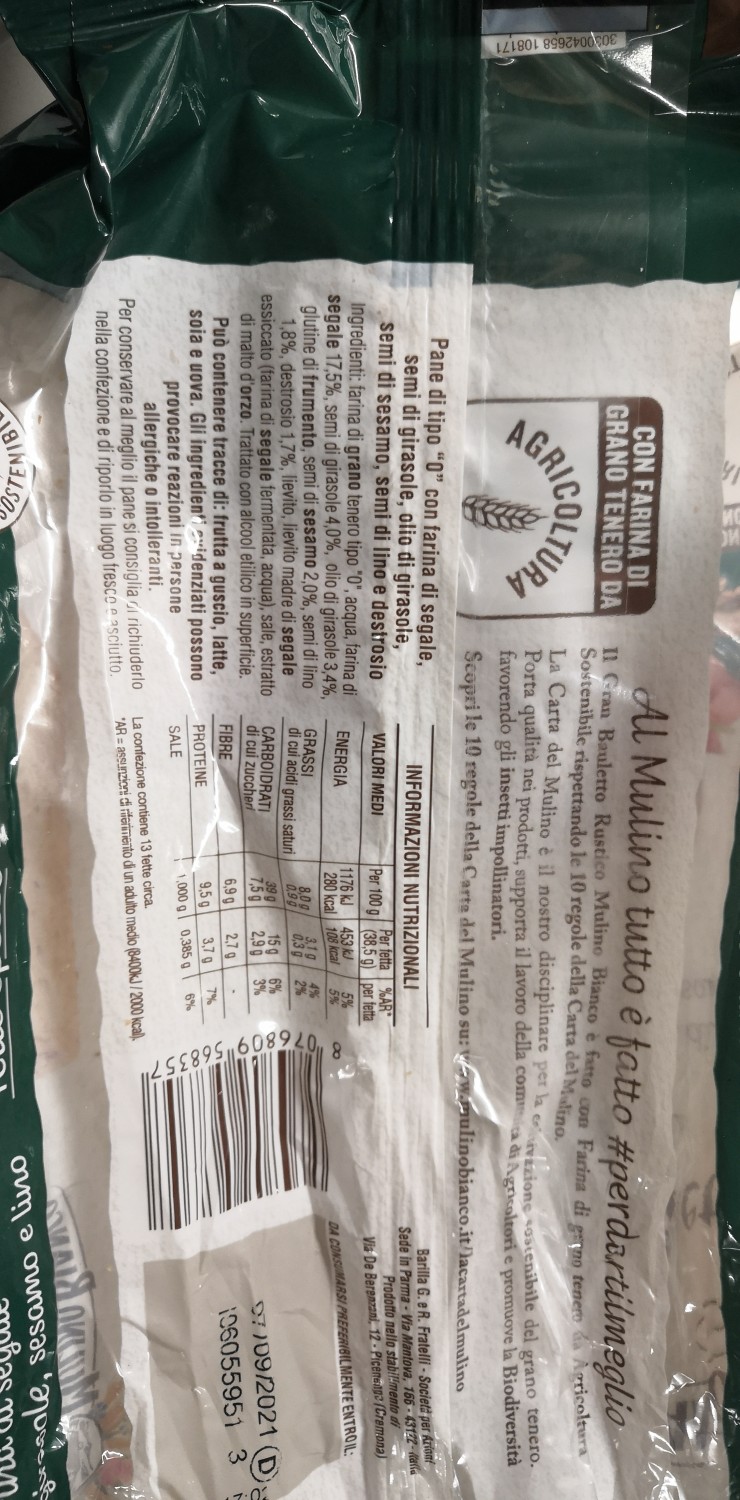 3030042658 108171
CON FARINA DI
GRANO TENERO DA
AGRICOLTURA
Al Mulino tutto è fatto #perdartilmeglio
Il Gran Bauletto Rustico Mulino Bianco è fatto con Farina di grano tenero da Agricoltura
Sostenibile rispettando le 10 regole della Carta del Mulino.
La Carta del Mulino è il nostro disciplinare per la sostenibile del grano tenero.
Porta qualità nei prodotti, supporta il lavoro della di Agricoltori e promuove la Biodiversità
favorendo gli insetti impollinatori.
Scopri le 10 regole della Carta del Mulino su: www.mulinobianco.it/lacartadelmulino
Pane di tipo "0" con farina di segale,
semi di girasole, olio di girasole,
semi di sesamo, semi di lino e destrosio
Ingredienti: farina di grano tenero tipo "0", acqua, farina di
segale 17,5%, semi di girasole 4,0%, olio di girasole 3,4%,
glutine di frumento, semi di sesamo 2,0%, semi di lino
1,8%, destrosio 1,7%, lievito, lievito madre di segale
essiccato (farina di segale fermentata, acqua), sale, estratto
di malto d'orzo. Trattato con alcool etilico in superficie.
Può contenere tracce di: frutta a guscio, latte,
soia e uova. Gli ingredienti evidenziati possono
provocare reazioni in persone
allergiche o intolleranti.
Per conservare al meglio il pane si consiglia di richiuderlo
nella confezione e di riporlo in luogo fresco e asciutto.
INFORMAZIONI NUTRIZIONALI
VALORI MEDI Per 100 g Per fetta (38,5 g) %AR* per fetta
ENERGIA 1176 kJ 453 kJ 5%
280 kcal 108 kcal 5%
GRASSI 8,0 g 3,1 g 4%
di cui acidi grassi saturi 0,9 g 0,3 g 2%
CARBOIDRATI 39 g 15 g 6%
di cui zuccheri 7,5 g 2,9 g 3%
FIBRE 6,9 g 2,7 g -
PROTEINE 9,5 g 3,7 g 7%
SALE 1,000 g 0,385 g 6%
La confezione contiene 13 fette circa.
*AR = assunzioni di riferimento di un adulto medio (8400kJ / 2000 kcal).
8 076809 568357
Barilla G. e R. Fratelli - Società per Azioni
Sede in Parma - Via Mantova, 166 - 43122 - Italia
Prodotto nello stabilimento di:
Via De Berenzani, 12 - (Cremona)
DA CONSUMARSI PREFERIBILMENTE ENTRO IL:
07/09/2021 D
106055951 3
SOSTENIBILE
girasole, sesamo e lino